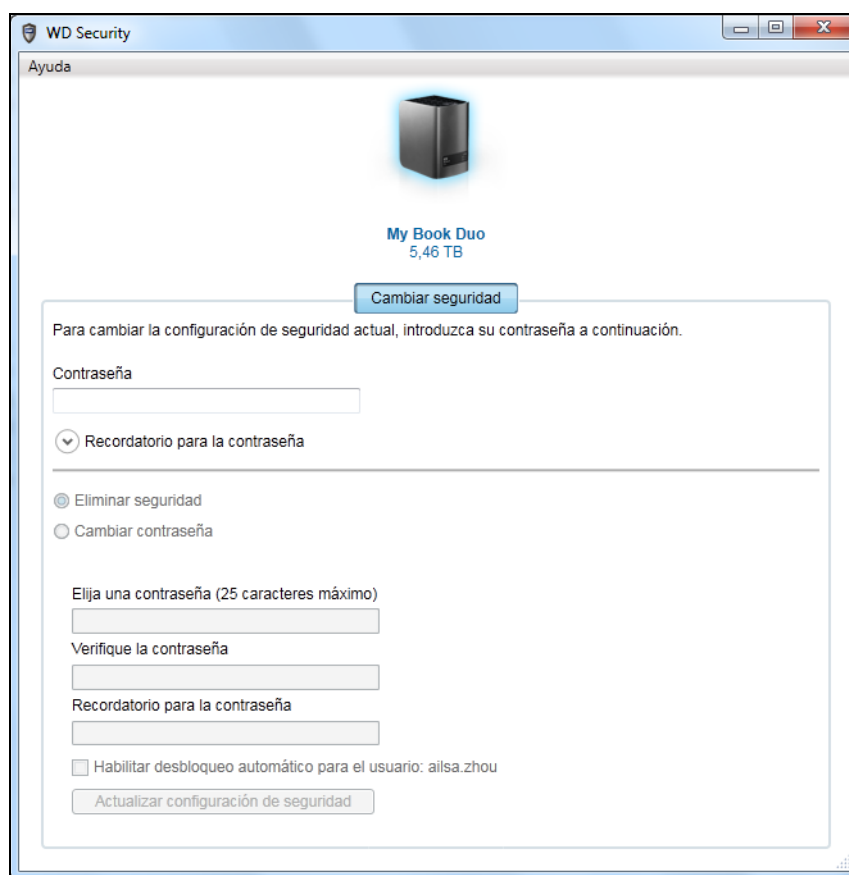 WD Security
Ayuda
My Book Duo
5,46 TB
Cambiar seguridad
Para cambiar la configuración de seguridad actual, introduzca su contraseña a continuación.
Contraseña
Recordatorio para la contraseña
Eliminar seguridad
Cambiar contraseña
Elija una contraseña (25 caracteres máximo)
Verifique la contraseña
Recordatorio para la contraseña
Habilitar desbloqueo automático para el usuario: ailsa.zhou
Actualizar configuración de seguridad